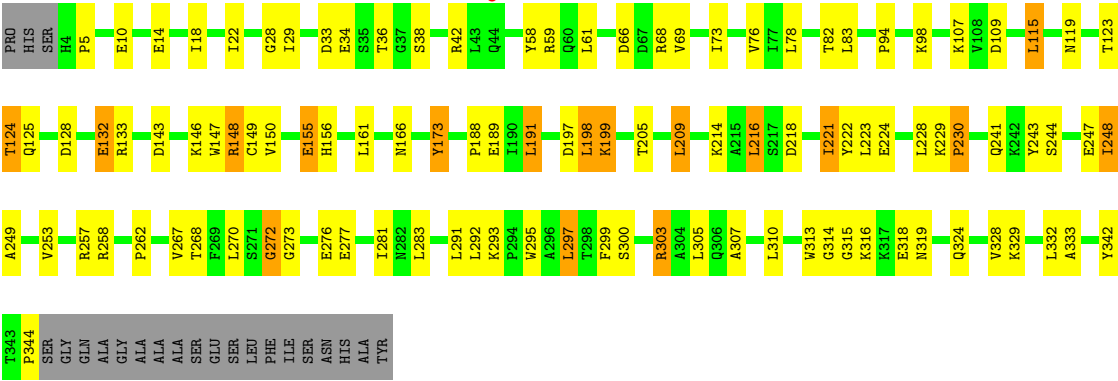 PRO HIS SER H4 P5 E10 E14 I18 I22 G28 I29 D33 E34 S35 T36 G37 S38 R42 L43 Q44 Y58 R59 Q60 L61 D66 D67 R68 V69 I73 V76 I77 L78 T82 L83 P94 K98 K107 V108 D109 L115 N119 T123
T124 Q125 D128 E132 R133 D143 K146 W147 R148 C149 V150 E155 H156 L161 N166 Y173 P188 E189 I190 L191 D197 L198 K199 T205 L209 K214 A215 L216 S217 D218 I221 Y222 L223 E224 L228 K229 P230 Q241 K242 Y243 S244 E247 I248
A249 V253 R257 R258 P262 V267 T268 F269 L270 S271 G272 G273 E276 E277 I281 N282 L283 L291 L292 K293 P294 W295 A296 L297 T298 F299 S300 R303 A304 L305 Q306 A307 L310 W313 G314 G315 K316 K317 E318 N319 Q324 V328 K329 L332 A333 Y342
T343 P344 SER GLY GLN ALA GLY ALA ALA ALA SER GLU SER LEU PHE ILE SER ASN HIS ALA TYR